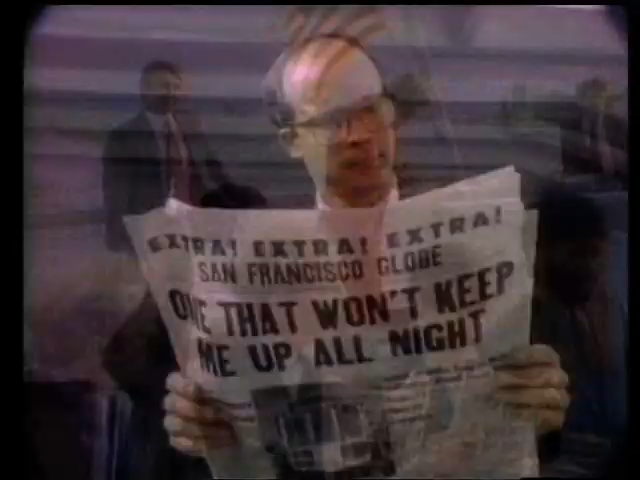 EXTRA! EXTRA! EXTRA!
SAN FRANCISCO GLOBE
ONE THAT WON'T KEEP
ME UP ALL NIGHT